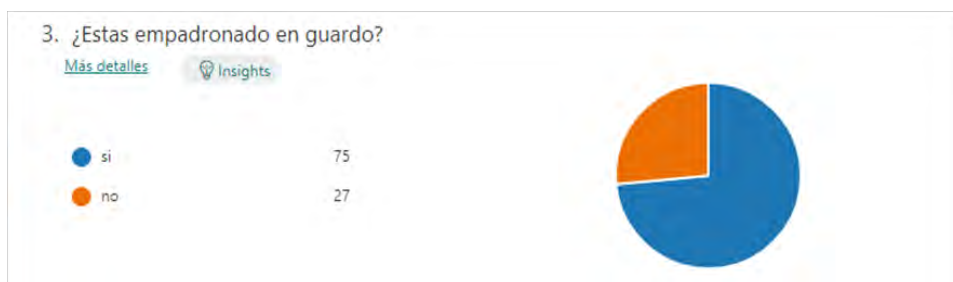 3. ¿Estas empadronado en guardo?
Más detalles Insights
si 75
no 27